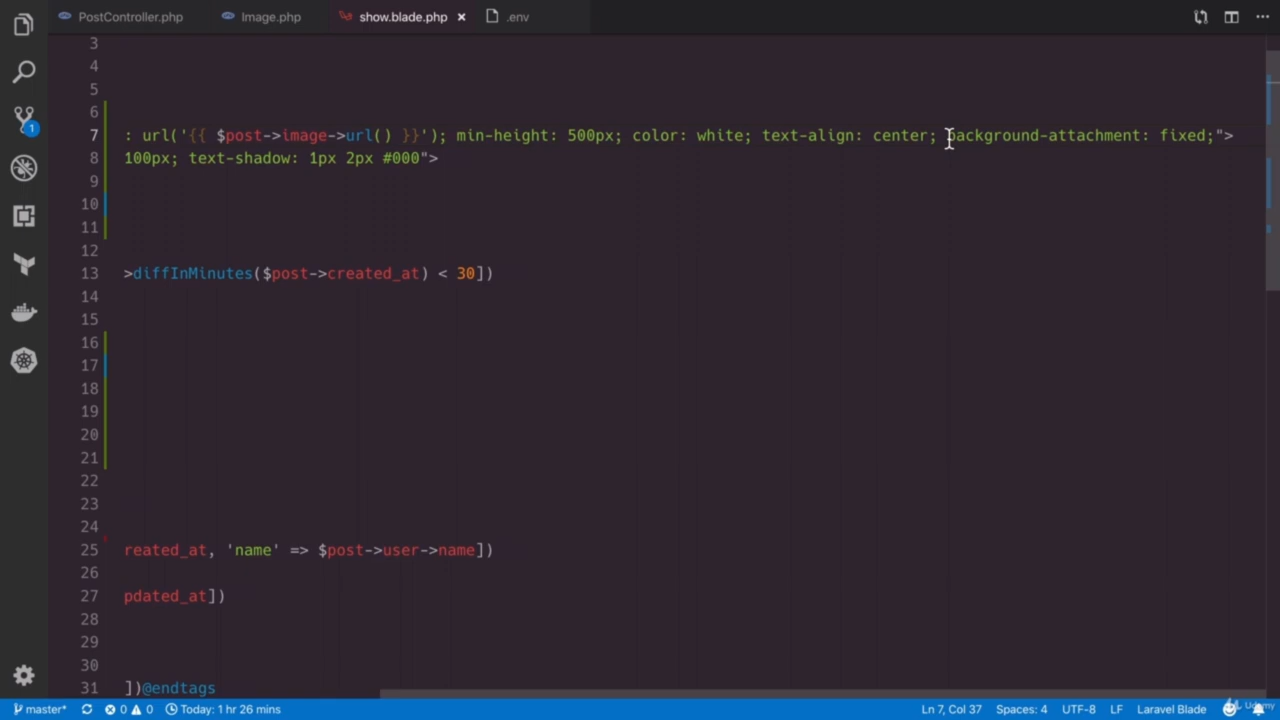 PostController.php
Image.php
show.blade.php
.env
3
4
5
6
7 : url('{{ $post->image->url() }}'); min-height: 500px; color: white; text-align: center; background-attachment: fixed;">
8 100px; text-shadow: 1px 2px #000">
9
10
11
12
13 >diffInMinutes($post->created_at) < 30])
14
15
16
17
18
19
20
21
22
23
24
25 reated_at, 'name' => $post->user->name])
26
27 pdated_at])
28
29
30
31 ])@endtags
1
master* 0 0 Today: 1 hr 26 mins Ln 7, Col 37 Spaces: 4 UTF-8 LF Laravel Blade
Udemy